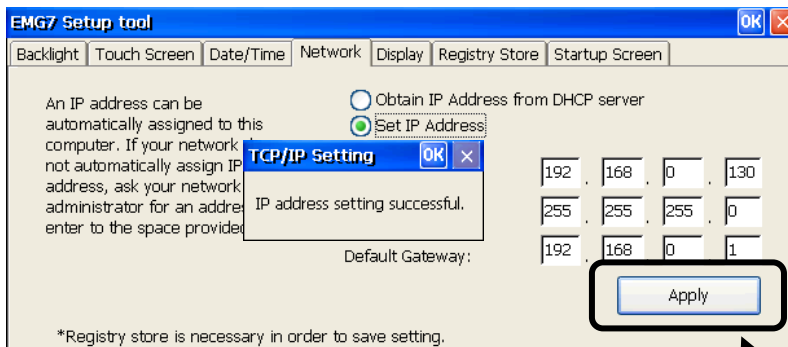 EMG7 Setup tool OK
Backlight Touch Screen Date/Time Network Display Registry Store Startup Screen
An IP address can be
automatically assigned to this
computer. If your network
not automatically assign IP
address, ask your network
administrator for an
enter to the space
Obtain IP Address from DHCP server
Set IP Address
TCP/IP Setting OK
IP address setting successful.
192 . 168 . 0 . 130
255 . 255 . 255 . 0
Default Gateway: 192 . 168 . 0 . 1
Apply
*Registry store is necessary in order to save setting.